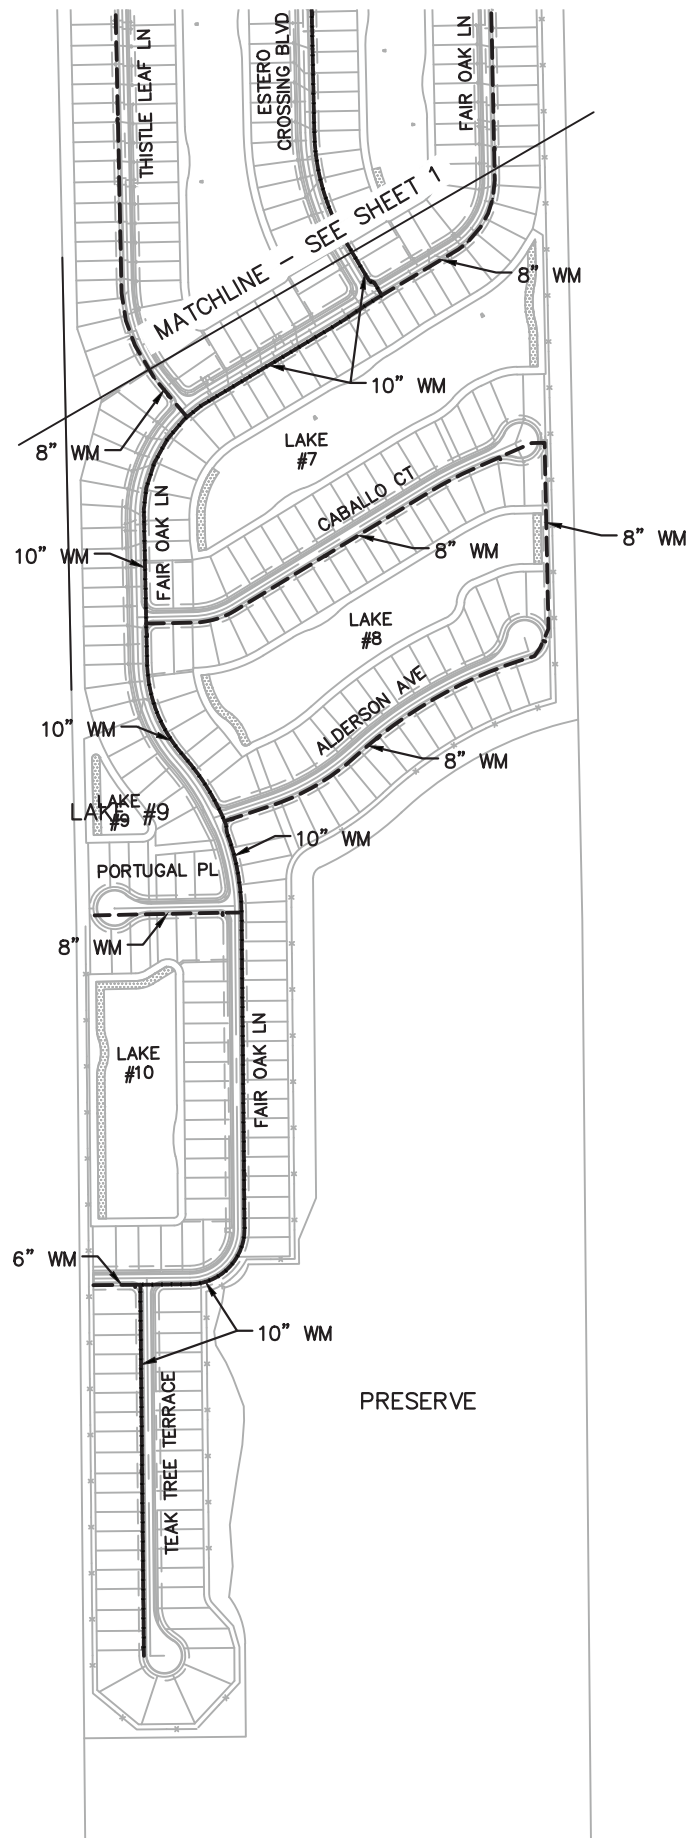 THISTLE LEAF LN
ESTERO
CROSSING BLVD
FAIR OAK LN
MATCHLINE - SEE SHEET 1
8" WM
10" WM
8" WM
LAKE
#7
CABALLO CT
FAIR OAK LN
10" WM
8" WM
8" WM
LAKE
#8
ALDERSON AVE
10" WM
8" WM
LAKE
#9
LAKE #9
10" WM
PORTUGAL PL
8" WM
LAKE
#10
FAIR OAK LN
6" WM
10" WM
PRESERVE
TEAK TREE TERRACE